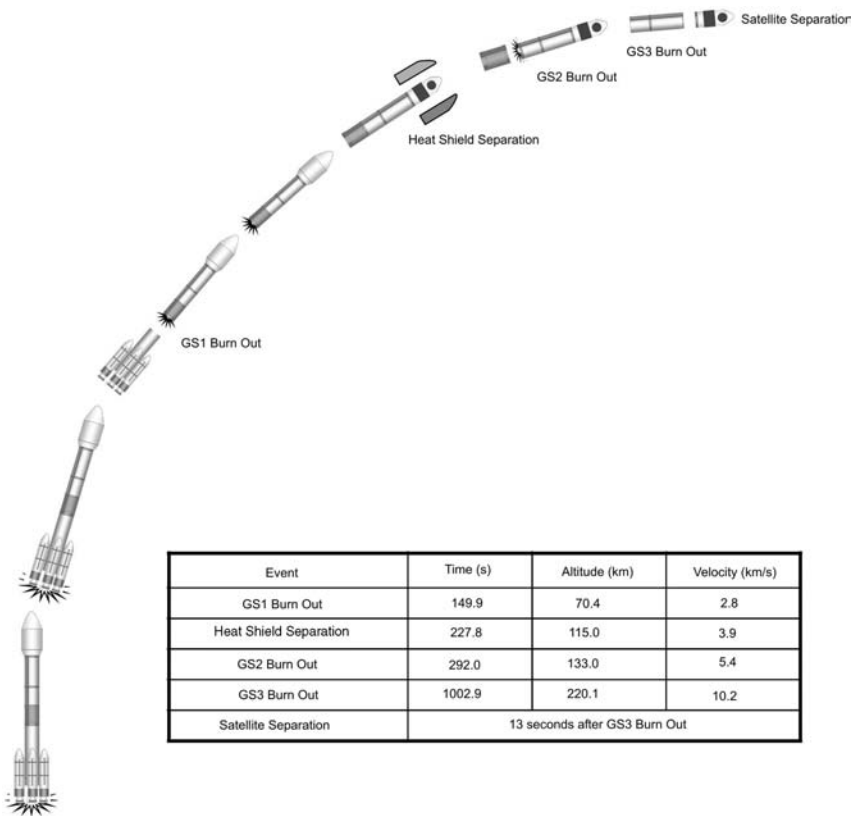 Satellite Separation
GS3 Burn Out
GS2 Burn Out
Heat Shield Separation
GS1 Burn Out
Event Time (s) Altitude (km) Velocity (km/s)
GS1 Burn Out 149.9 70.4 2.8
Heat Shield Separation 227.8 115.0 3.9
GS2 Burn Out 292.0 133.0 5.4
GS3 Burn Out 1002.9 220.1 10.2
Satellite Separation 13 seconds after GS3 Burn Out